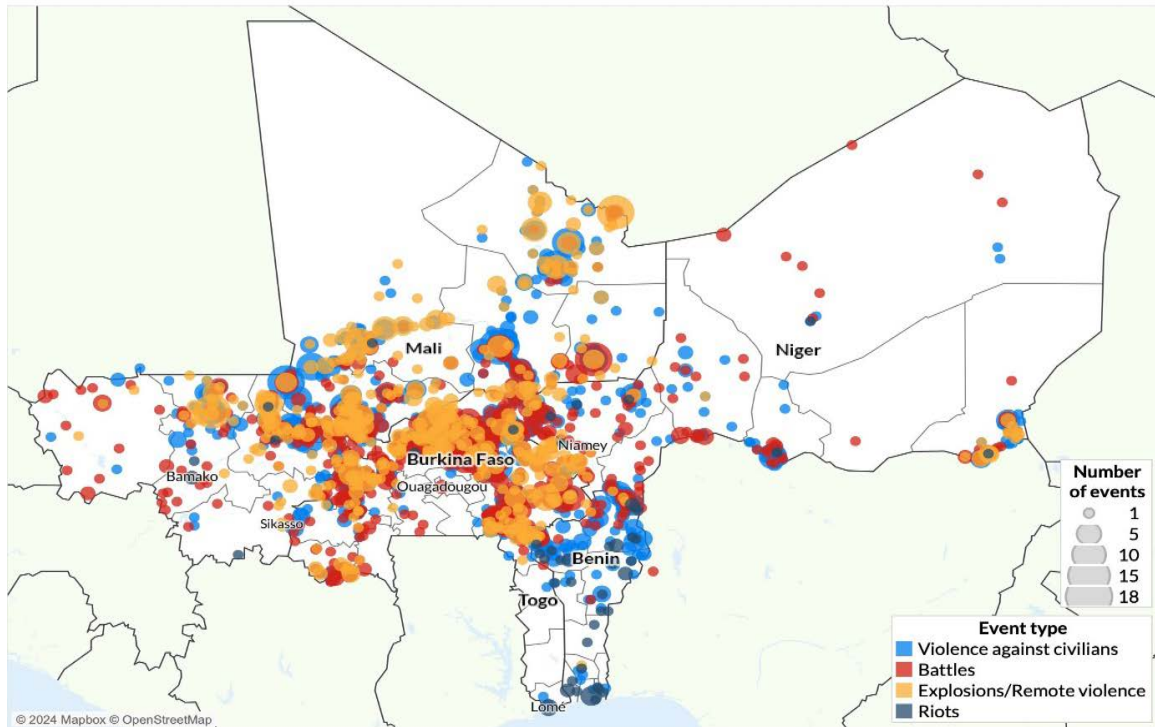 Mali
Niger
Niamey
Burkina Faso
Ouagadougou
Bamako
Sikasso
Benin
Togo
Lomé
Number
of events
1
5
10
15
18
Event type
Violence against civilians
Battles
Explosions/Remote violence
Riots
© 2024 Mapbox © OpenStreetMap